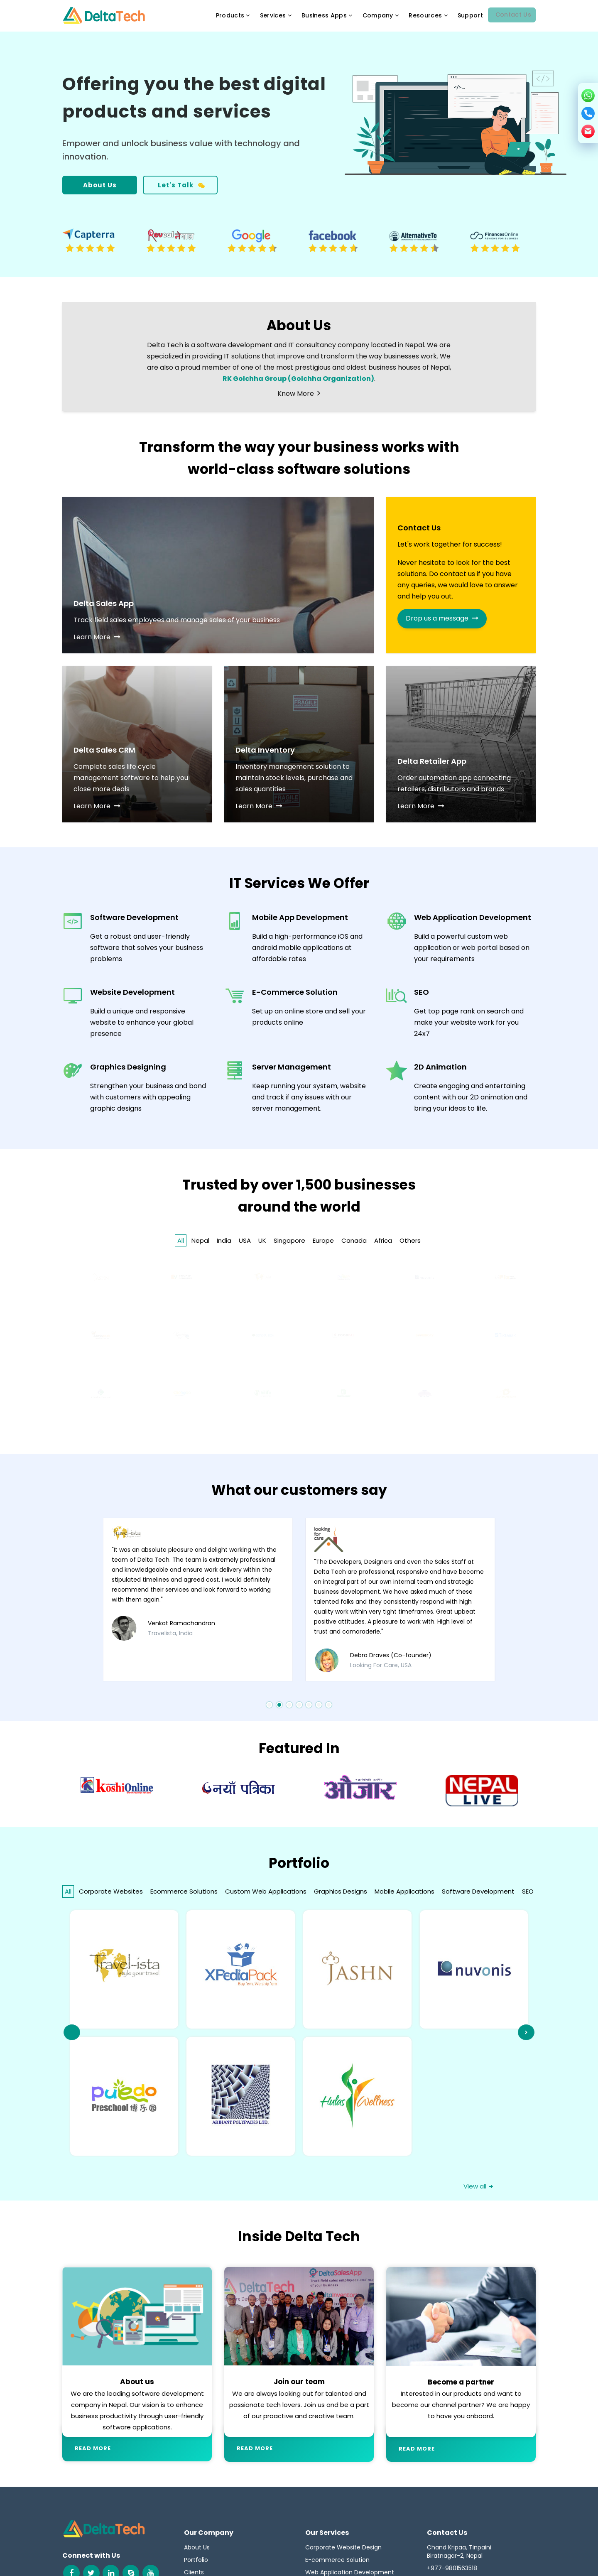 DeltaTech
Products
Services
Business Apps
Company
Resources
Support
Contact Us
Offering you the best digital
products and services
Empower and unlock business value with technology and
innovation.
About Us
Let's Talk
Capterra
Google
facebook
AlternativeTo
FinancesOnline
About Us
Delta Tech is a software development and IT consultancy company located in Nepal. We are
specialized in providing IT solutions that improve and transform the way businesses work. We
are also a proud member of one of the most prestigious and oldest business houses of Nepal,
RK Golchha Group (Golchha Organization).
Know More
Transform the way your business works with
world-class software solutions
Delta Sales App
Track field sales employees and manage sales of your business
Learn More
Contact Us
Let's work together for success!
Never hesitate to look for the best
solutions. Do contact us if you have
any queries, we would love to answer
and help you out.
Drop us a message
Delta Sales CRM
Complete sales life cycle
management software to help you
close more deals
Learn More
Delta Inventory
Inventory management solution to
maintain stock levels, purchase and
sales quantities
Learn More
Delta Retailer App
Order automation app connecting
retailers, distributors and brands
Learn More
IT Services We Offer
Software Development
Get a robust and user-friendly
software that solves your business
problems
Mobile App Development
Build a high-performance iOS and
android mobile applications at
affordable rates
Web Application Development
Build a powerful custom web
application or web portal based on
your requirements
Website Development
Build a unique and responsive
website to enhance your global
presence
E-Commerce Solution
Set up an online store and sell your
products online
SEO
Get top page rank on search and
make your website work for you
24x7
Graphics Designing
Strengthen your business and bond
with customers with appealing
graphic designs
Server Management
Keep running your system, website
and track if any issues with our
server management.
2D Animation
Create engaging and entertaining
content with our 2D animation and
bring your ideas to life.
Trusted by over 1,500 businesses
around the world
All
Nepal
India
USA
UK
Singapore
Europe
Canada
Africa
Others
What our customers say
Travel-ista
"It was an absolute pleasure and delight working with the
team of Delta Tech. The team is extremely professional
and knowledgeable and ensure work delivery within the
stipulated timelines and agreed cost. I would definitely
recommend their services and look forward to working
with them again."
Venkat Ramachandran
Travelista, India
looking
for
care
"The Developers, Designers and even the Sales Staff at
Delta Tech are professional, responsive and have become
an integral part of our own internal team and strategic
business development. We have asked much of these
talented folks and they consistently respond with high
quality work within very tight timeframes. Great upbeat
positive attitudes. A pleasure to work with. High level of
trust and camaraderie."
Debra Draves (Co-founder)
Looking For Care, USA
Featured In
KoshiOnline
नयाँ पत्रिका
औजार
NEPAL
LIVE
Portfolio
All
Corporate Websites
Ecommerce Solutions
Custom Web Applications
Graphics Designs
Mobile Applications
Software Development
SEO
Travel-ista
style your travel
XPediaPack
JASHN
nuvonis
puedo
Preschool
ARIHANT POLYPACKS LTD.
Hulas Wellness
View all
Inside Delta Tech
About us
We are the leading software development
company in Nepal. Our vision is to enhance
business productivity through user-friendly
software applications.
READ MORE
DeltaTech
DeltaSalesApp
Join our team
We are always looking out for talented and
passionate tech lovers. Join us and be a part
of our proactive and creative team.
READ MORE
Become a partner
Interested in our products and want to
become our channel partner? We are happy
to have you onboard.
READ MORE
DeltaTech
Connect with Us
Our Company
About Us
Portfolio
Clients
Our Services
Corporate Website Design
E-commerce Solution
Web Application Development
Contact Us
Chand Kripaa, Tinpaini
Biratnagar-2, Nepal
+977-9801563518